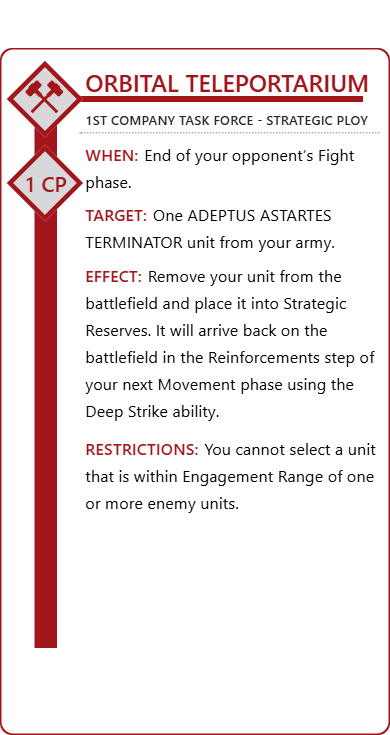 ORBITAL TELEPORTARIUM
1ST COMPANY TASK FORCE - STRATEGIC PLOY
1 CP
WHEN: End of your opponent's Fight
phase.
TARGET: One ADEPTUS ASTARTES
TERMINATOR unit from your army.
EFFECT: Remove your unit from the
battlefield and place it into Strategic
Reserves. It will arrive back on the
battlefield in the Reinforcements step of
your next Movement phase using the
Deep Strike ability.
RESTRICTIONS: You cannot select a unit
that is within Engagement Range of one
or more enemy units.